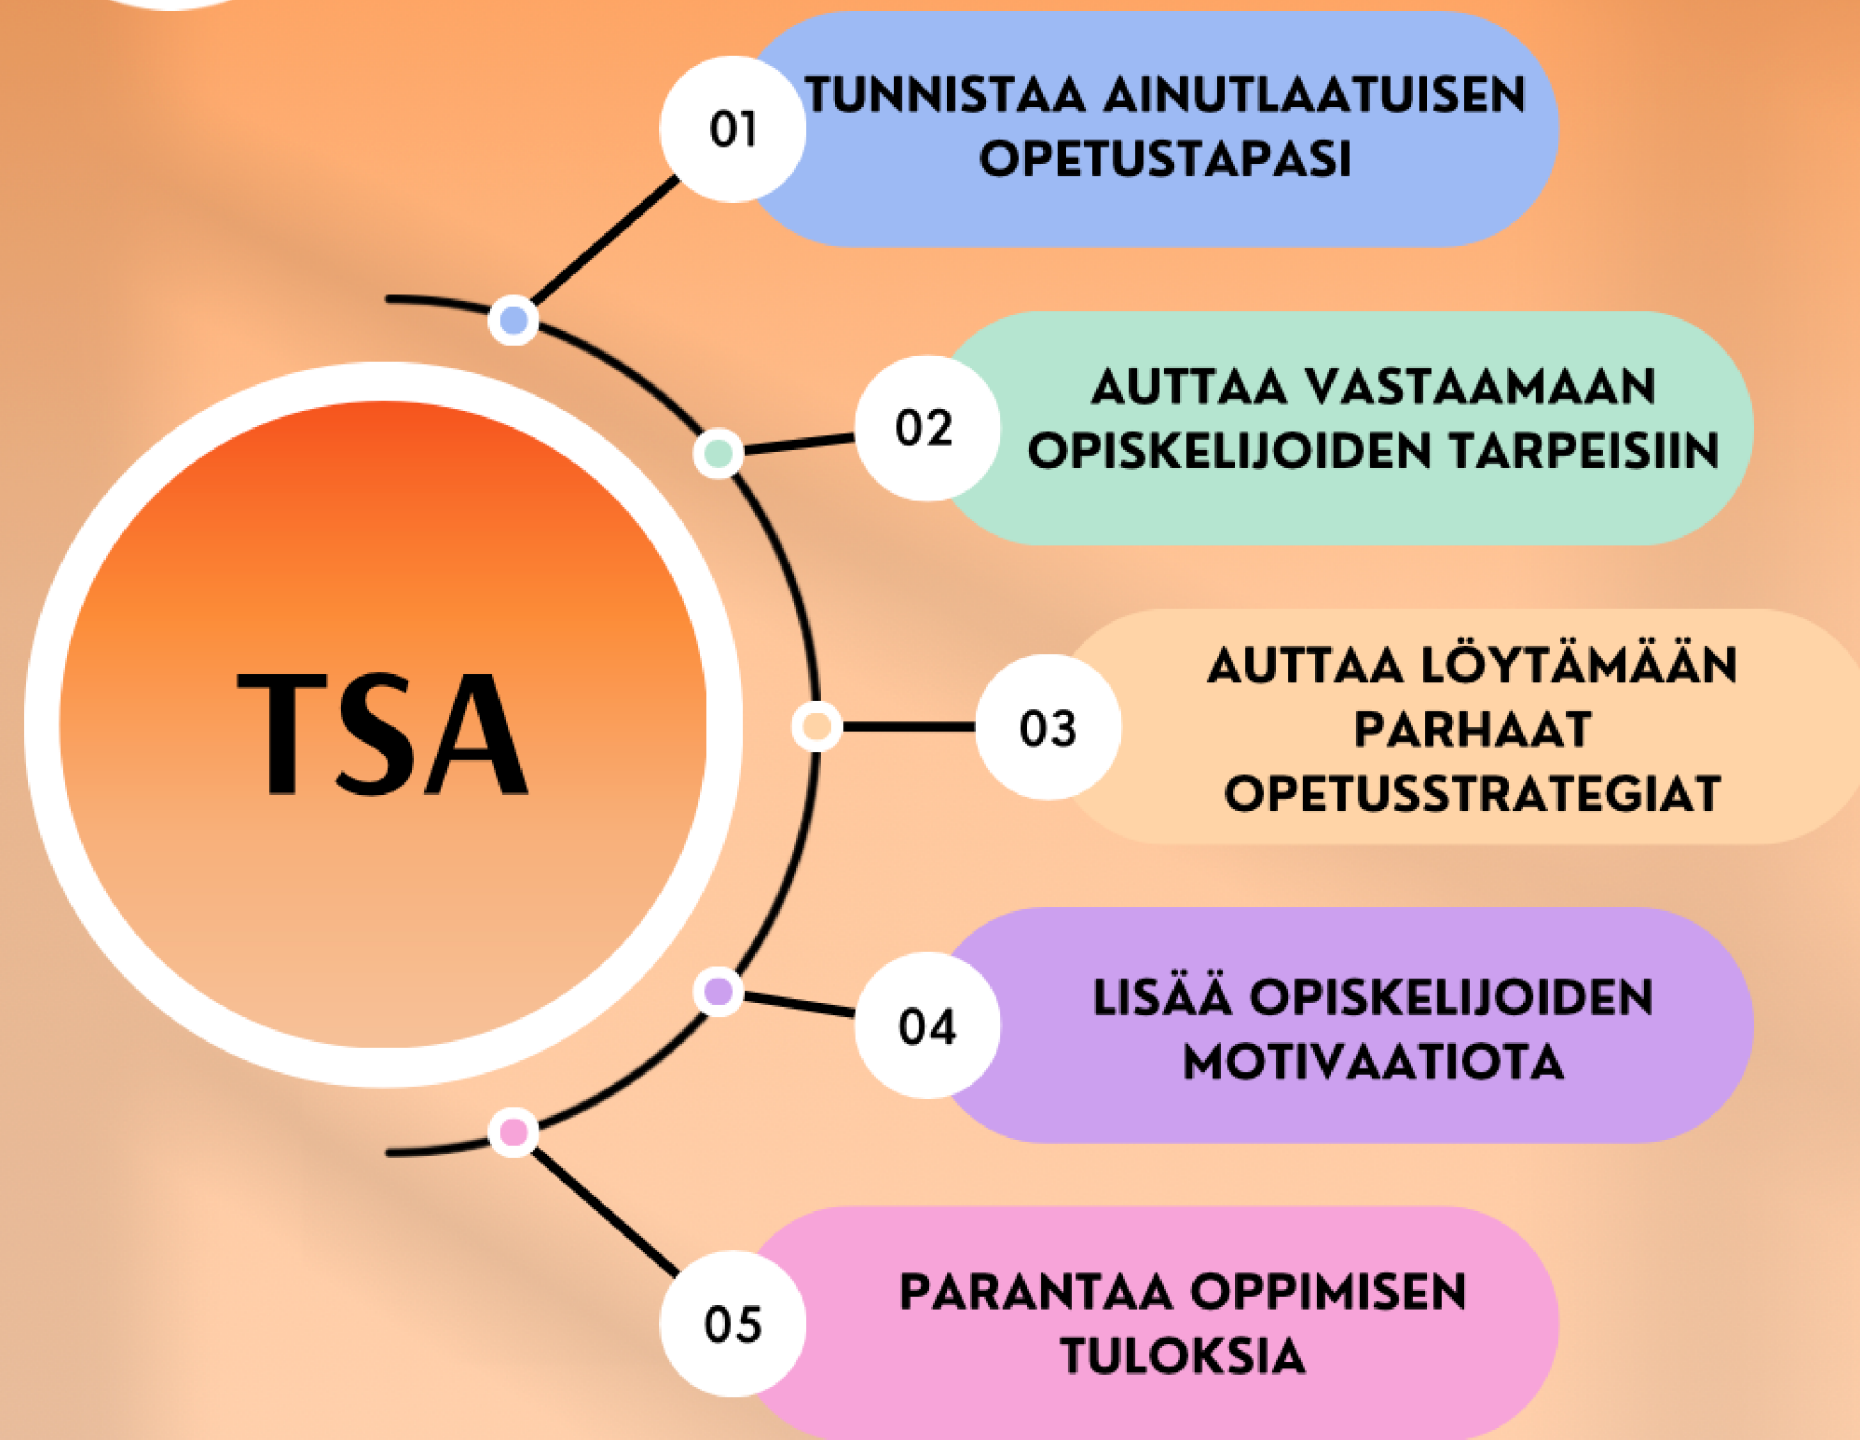 TSA
01
TUNNISTAA AINUTLAATUISEN
OPETUSTAPASI
02
AUTTAA VASTAAMAAN
OPISKELIJOIDEN TARPEISIIN
03
AUTTAA LÖYTÄMÄÄN
PARHAAT
OPETUSSTRATEGIAT
04
LISÄÄ OPISKELIJOIDEN
MOTIVAATIOTA
05
PARANTAA OPPIMISEN
TULOKSIA